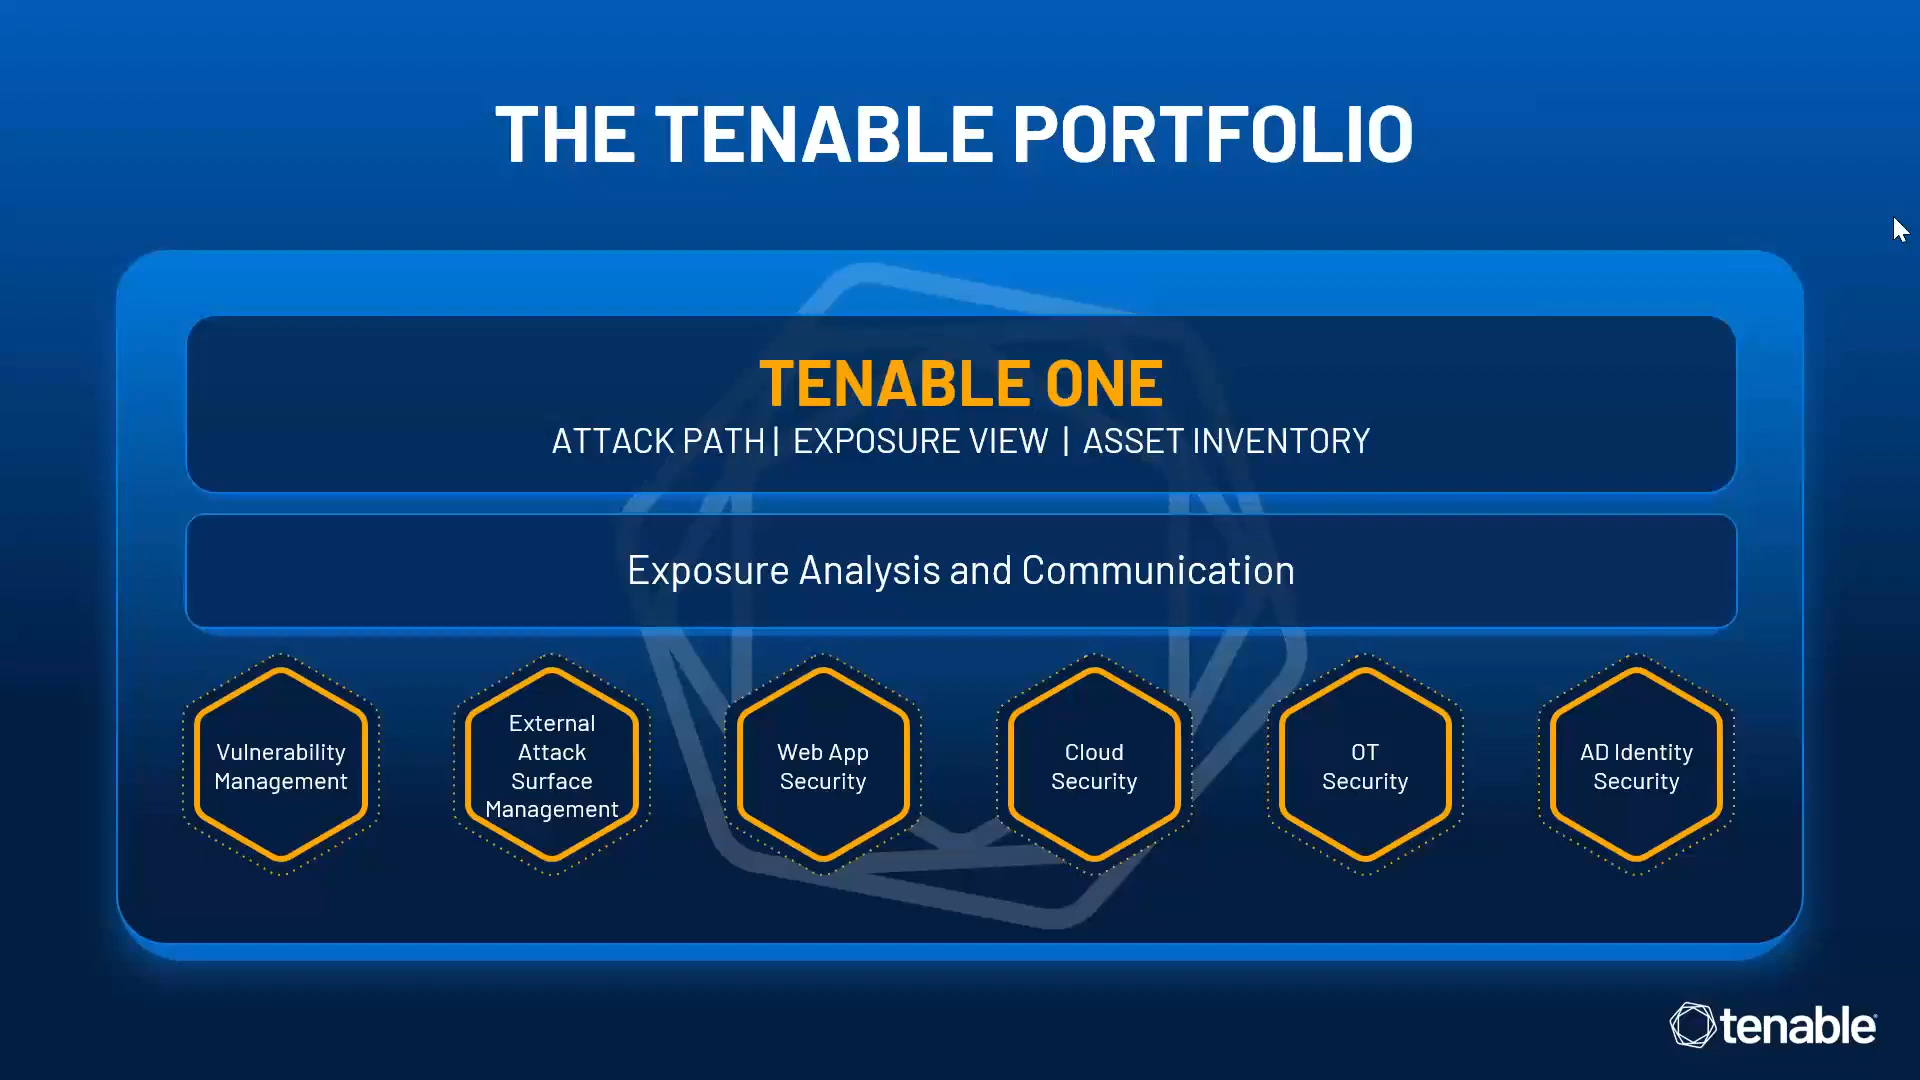 THE TENABLE PORTFOLIO
TENABLE ONE
ATTACK PATH | EXPOSURE VIEW | ASSET INVENTORY
Exposure Analysis and Communication
Vulnerability
Management
External
Attack
Surface
Management
Web App
Security
Cloud
Security
OT
Security
AD Identity
Security
tenable